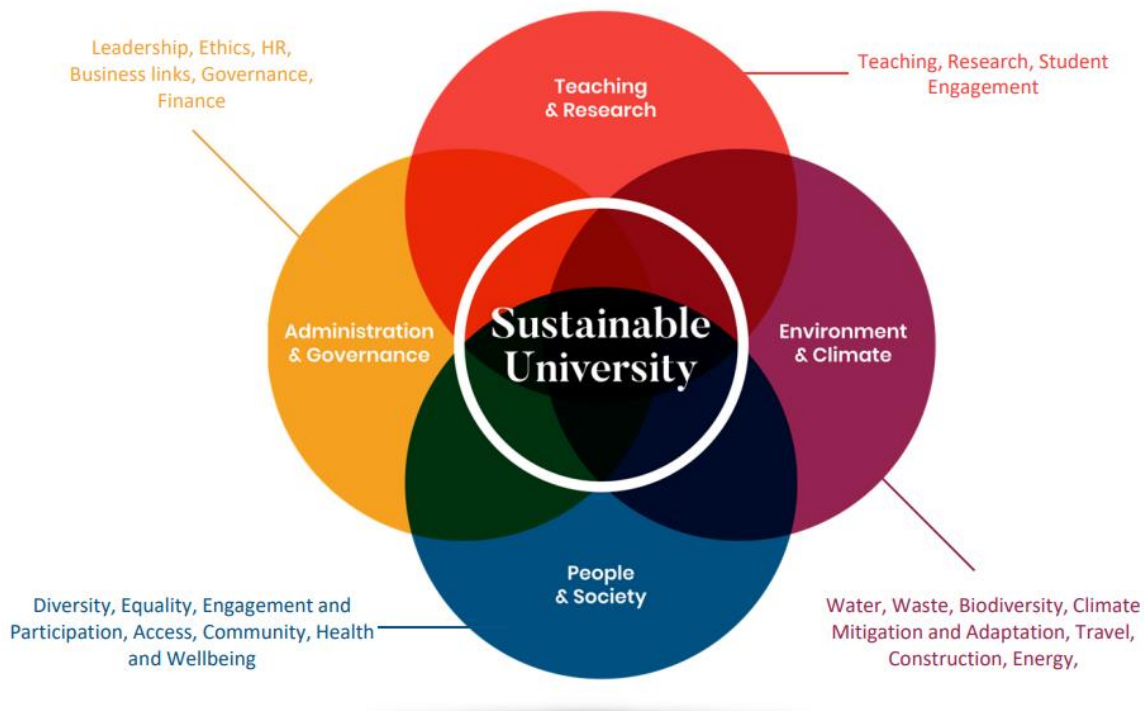 Leadership, Ethics, HR,
Business links, Governance,
Finance
Teaching
& Research
Teaching, Research, Student
Engagement
Administration
& Governance
Sustainable
University
Environment
& Climate
People
& Society
Diversity, Equality, Engagement and
Participation, Access, Community, Health
and Wellbeing
Water, Waste, Biodiversity, Climate
Mitigation and Adaptation, Travel,
Construction, Energy,